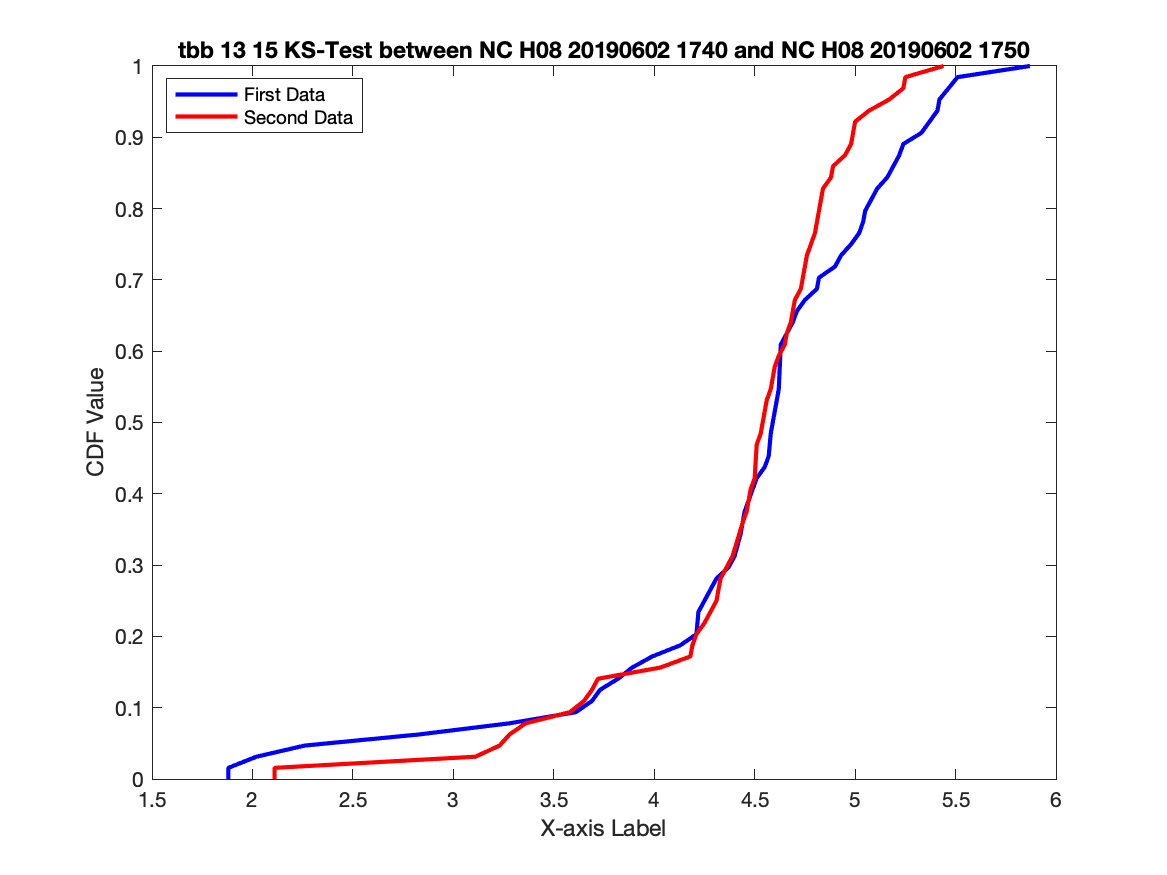 tbb 13 15 KS-Test between NC H08 20190602 1740 and NC H08 20190602 1750
First Data
Second Data
CDF Value
1
0.9
0.8
0.7
0.6
0.5
0.4
0.3
0.2
0.1
0
1.5 2 2.5 3 3.5 4 4.5 5 5.5 6
X-axis Label